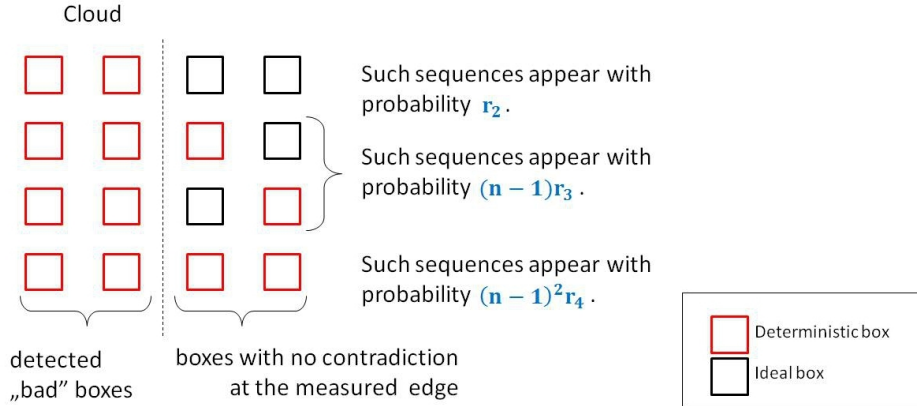 Cloud
Such sequences appear with
probability r₂ .
Such sequences appear with
probability (n − 1)r₃ .
Such sequences appear with
probability (n − 1)²r₄ .
detected
„bad” boxes
boxes with no contradiction
at the measured edge
Deterministic box
Ideal box